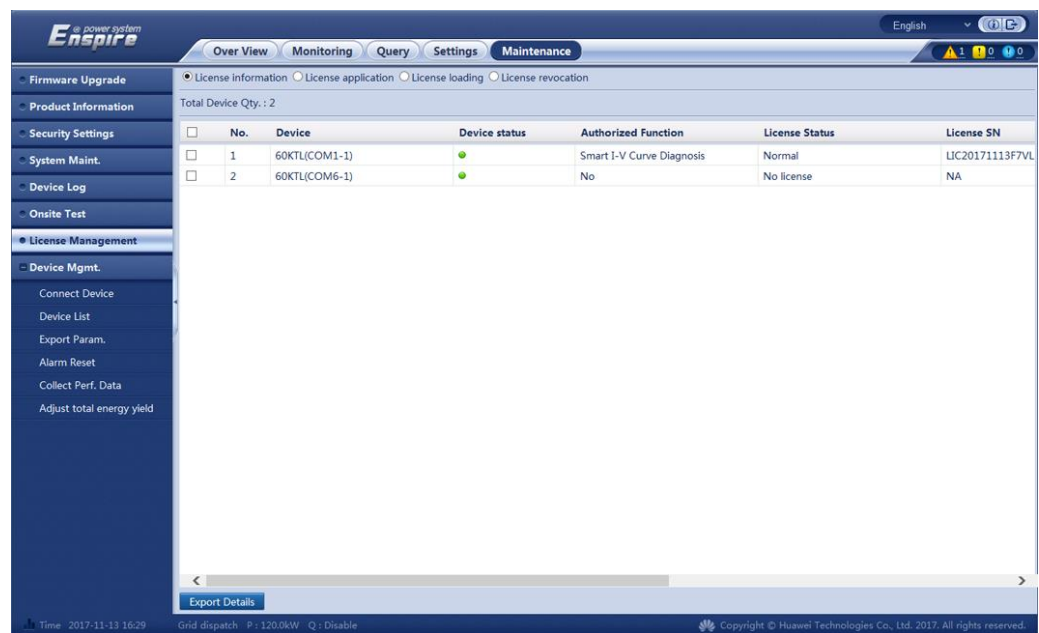 @ power system
Enspire
English
Over View Monitoring Query Settings Maintenance
1 0 0
Firmware Upgrade
Product Information
Security Settings
System Maint.
Device Log
Onsite Test
License Management
Device Mgmt.
Connect Device
Device List
Export Param.
Alarm Reset
Collect Perf. Data
Adjust total energy yield
License information License application License loading License revocation
Total Device Qty. : 2
No. Device Device status Authorized Function License Status License SN
1 60KTL(COM1-1) Smart I-V Curve Diagnosis Normal LIC20171113F7VL
2 60KTL(COM6-1) No No license NA
Export Details
Time 2017-11-13 16:29 Grid dispatch P : 120.0kW Q : Disable Copyright © Huawei Technologies Co., Ltd. 2017. All rights reserved.